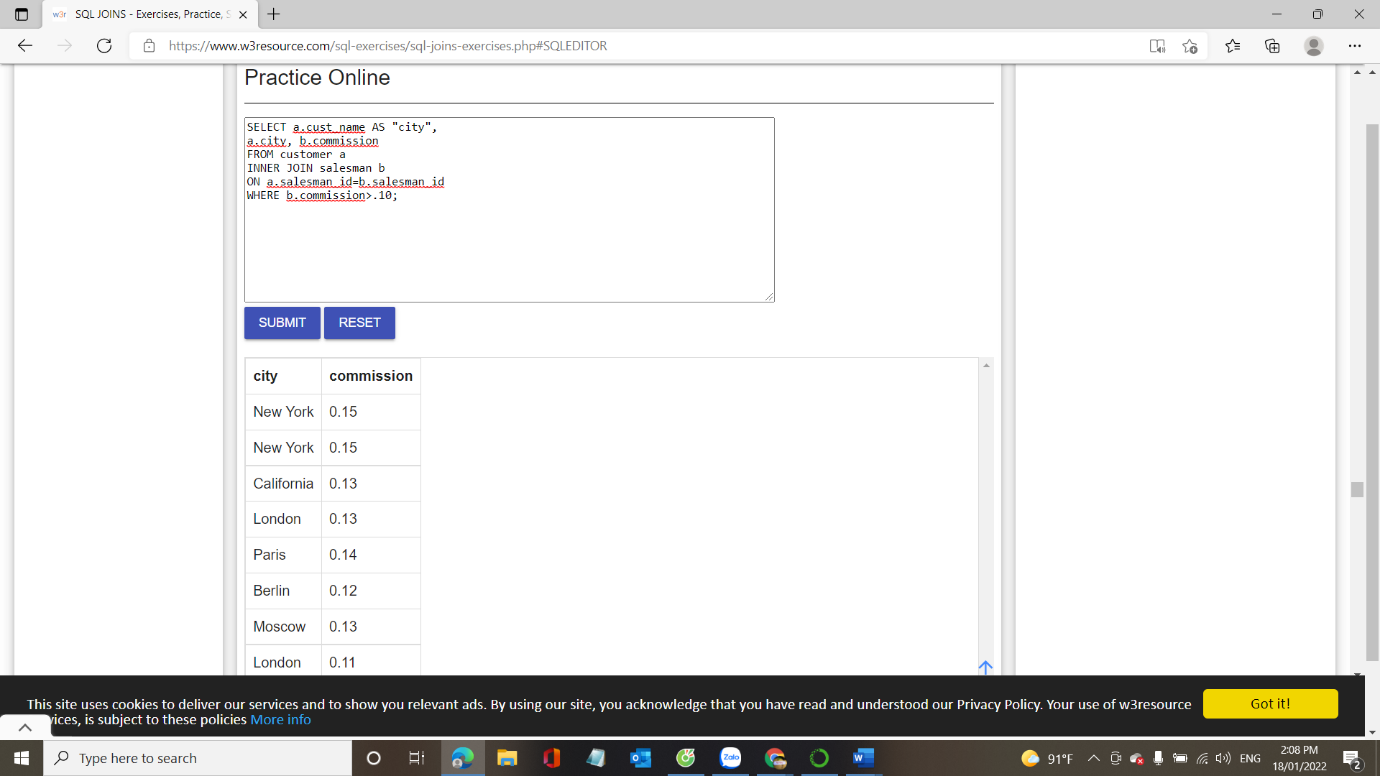 w3r SQL JOINS - Exercises, Practice, S
https://www.w3resource.com/sql-exercises/sql-joins-exercises.php#SQLEDITOR
Practice Online
SELECT a.cust_name AS "city",
a.city, b.commission
FROM customer a
INNER JOIN salesman b
ON a.salesman_id=b.salesman_id
WHERE b.commission>.10;
SUBMIT RESET
city commission
New York 0.15
New York 0.15
California 0.13
London 0.13
Paris 0.14
Berlin 0.12
Moscow 0.13
London 0.11
This site uses cookies to deliver our services and to show you relevant ads. By using our site, you acknowledge that you have read and understood our Privacy Policy. Your use of w3resource
vices, is subject to these policies More info
Got it!
Type here to search
Zalo
W
91°F
ENG
2:08 PM
18/01/2022
2